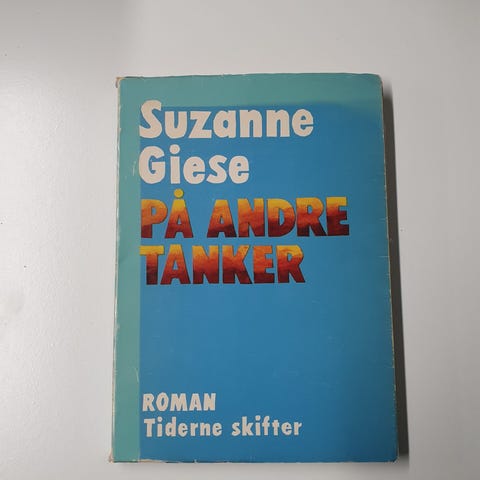 Suzanne
Giese
PÅ ANDRE
TANKER
ROMAN
Tiderne skifter